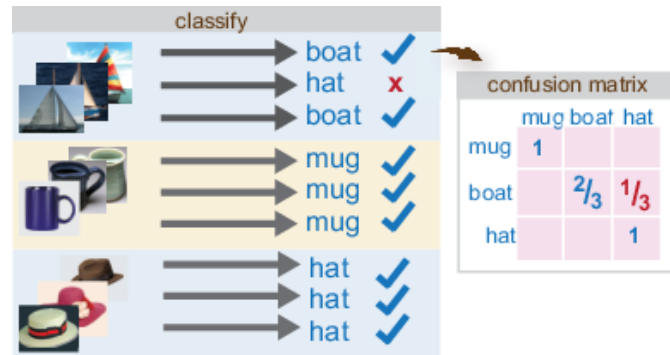 classify
boat ✓
hat x
boat ✓
mug ✓
mug ✓
mug ✓
hat ✓
hat ✓
hat ✓
confusion matrix
mug boat hat
mug 1
boat 2/3 1/3
hat 1